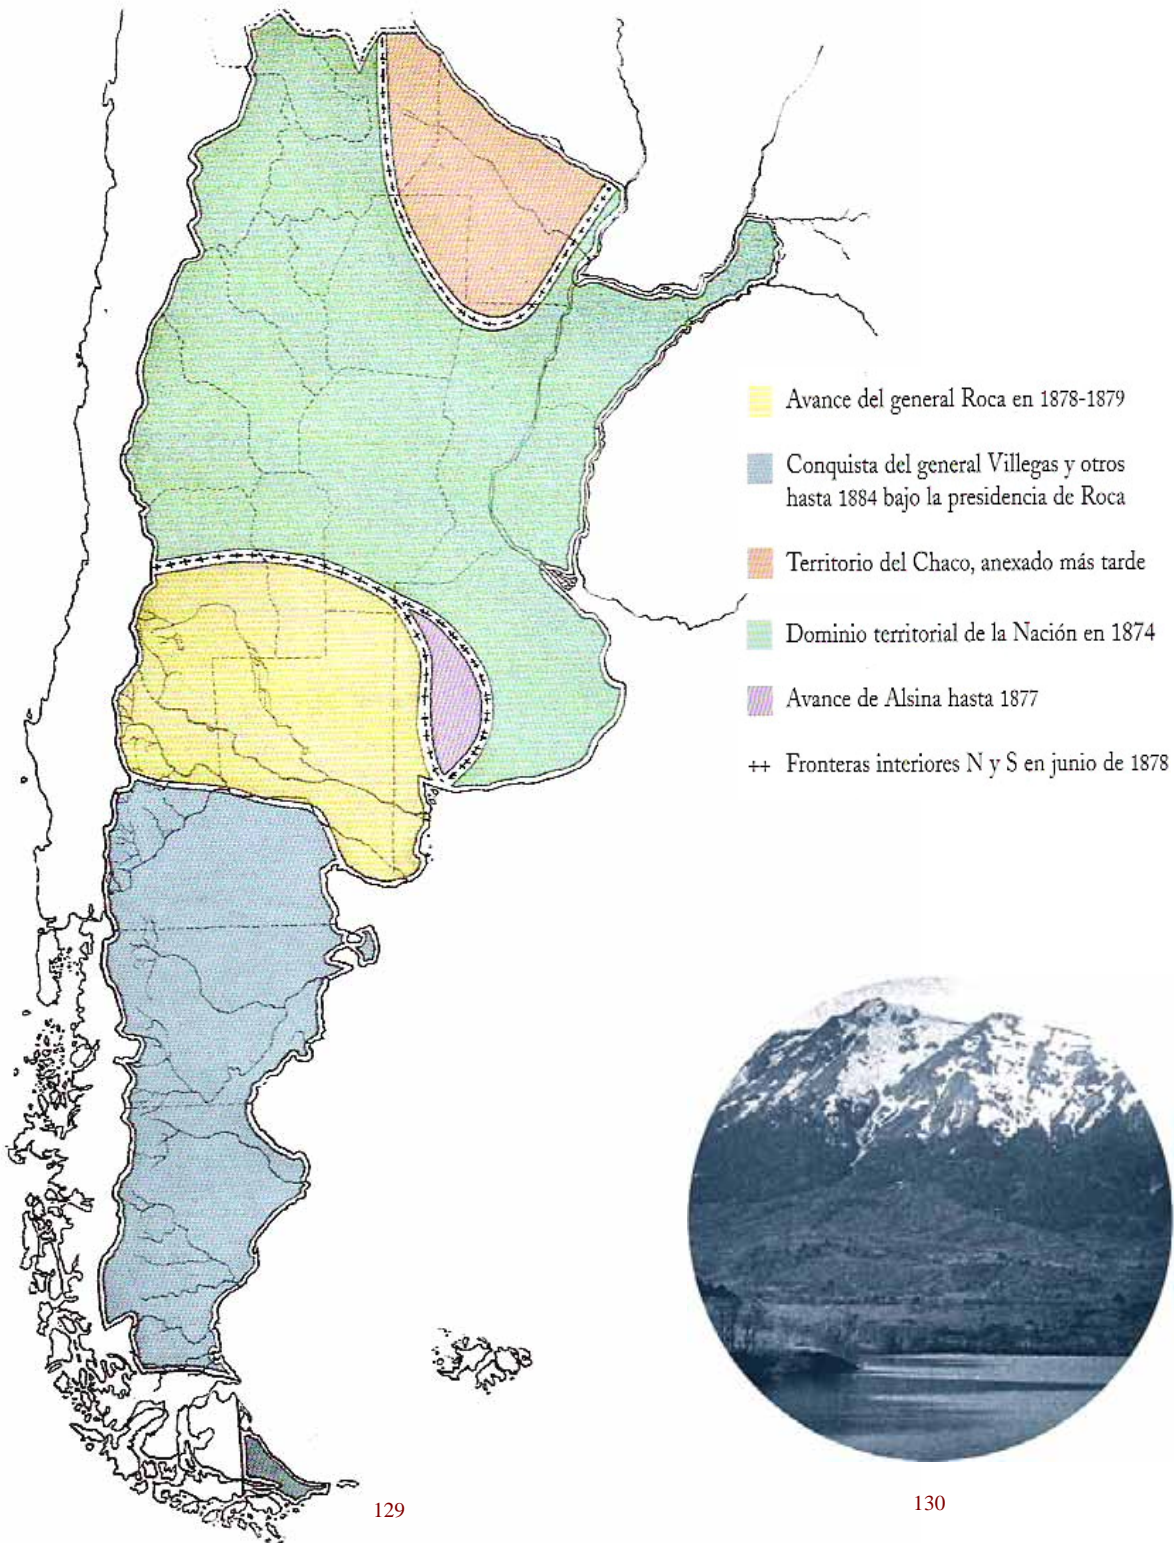 Avance del general Roca en 1878-1879
Conquista del general Villegas y otros
hasta 1884 bajo la presidencia de Roca
Territorio del Chaco, anexado más tarde
Dominio territorial de la Nación en 1874
Avance de Alsina hasta 1877
++ Fronteras interiores N y S en junio de 1878
129
130